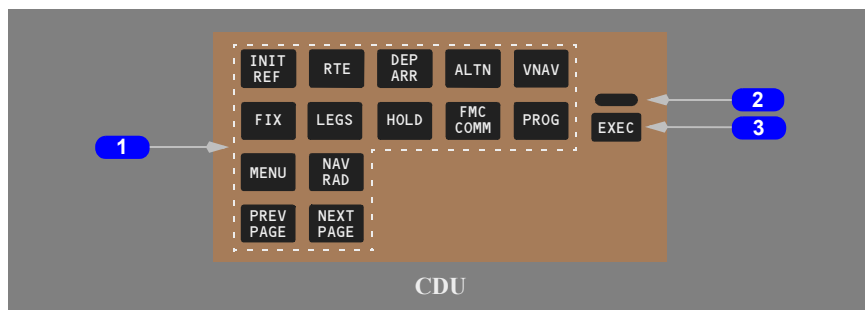 INIT
REF
RTE
DEP
ARR
ALTN
VNAV
2
FIX
LEGS
HOLD
FMC
COMM
PROG
EXEC
3
1
MENU
NAV
RAD
PREV
PAGE
NEXT
PAGE
CDU